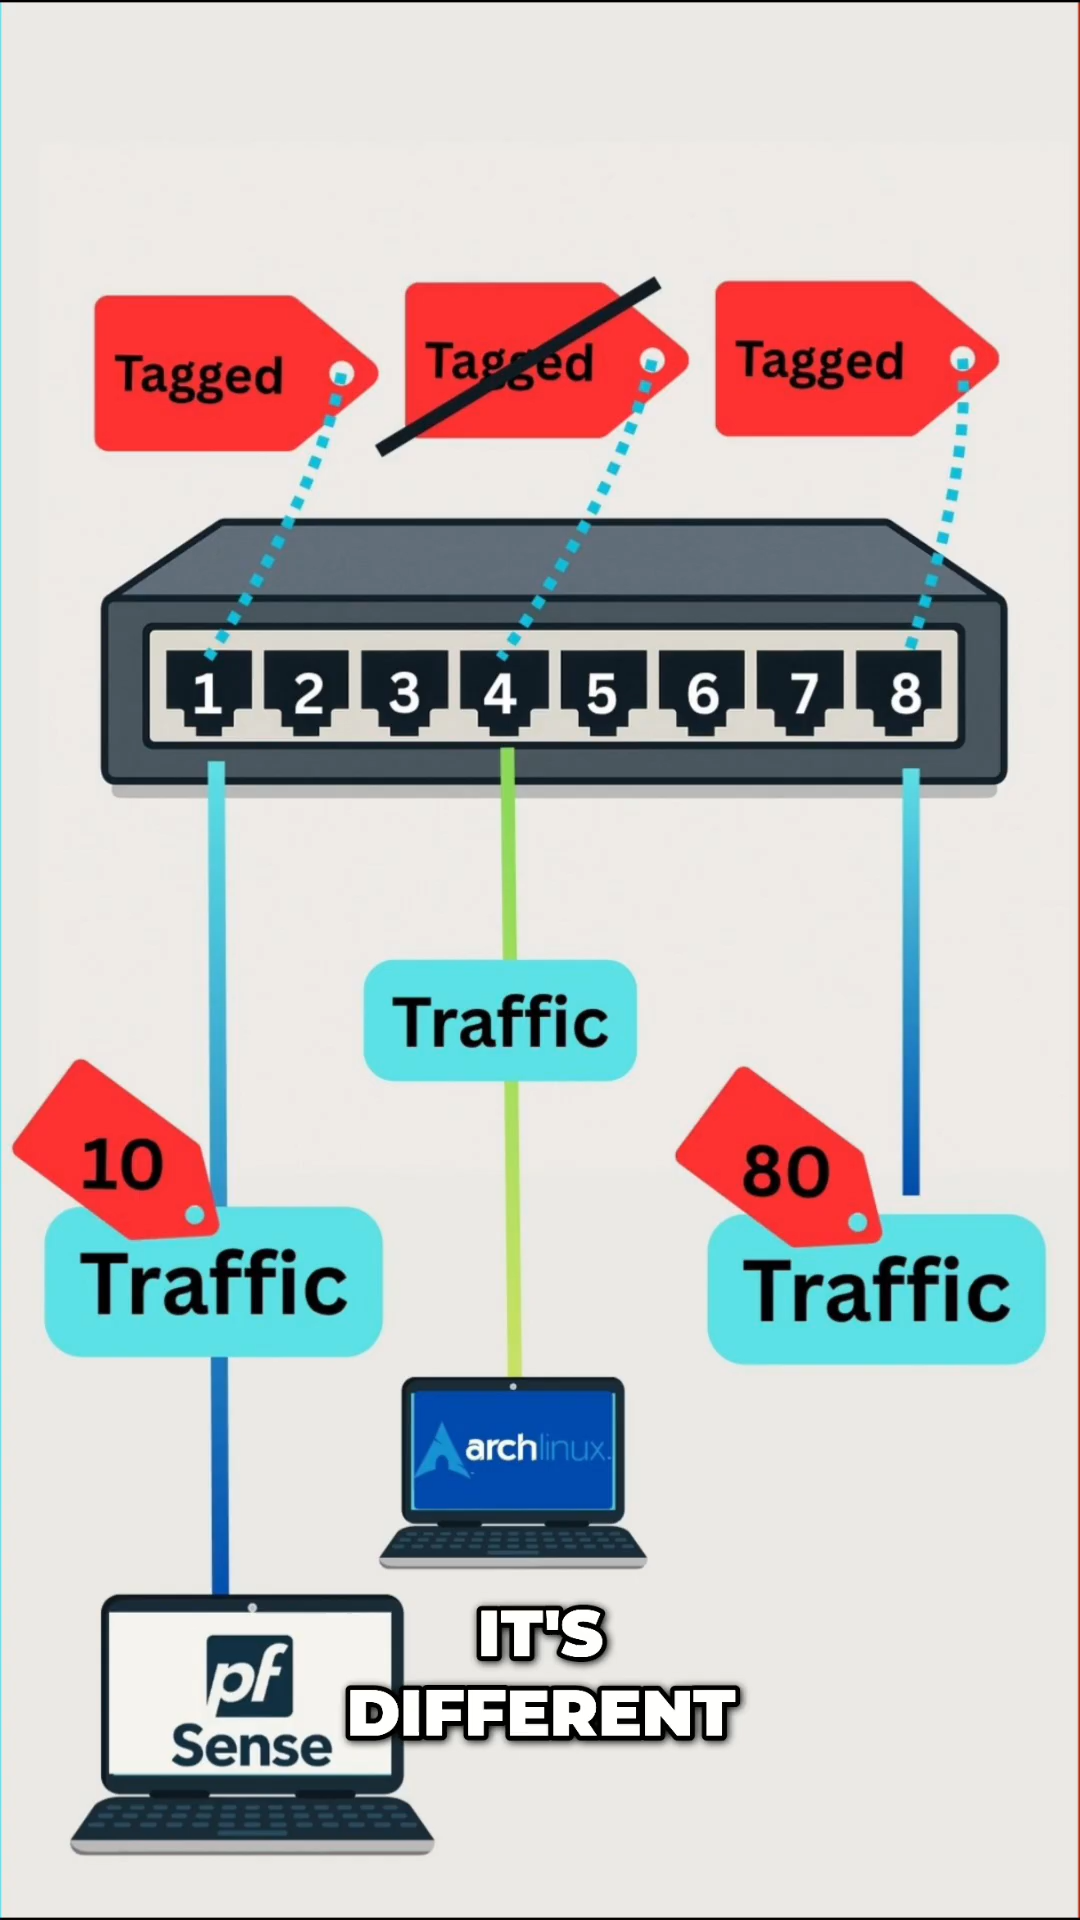 Tagged
Tagged
Tagged
1 2 3 4 5 6 7 8
Traffic
10
Traffic
80
Traffic
archlinux.
pf
Sense
IT'S
DIFFERENT